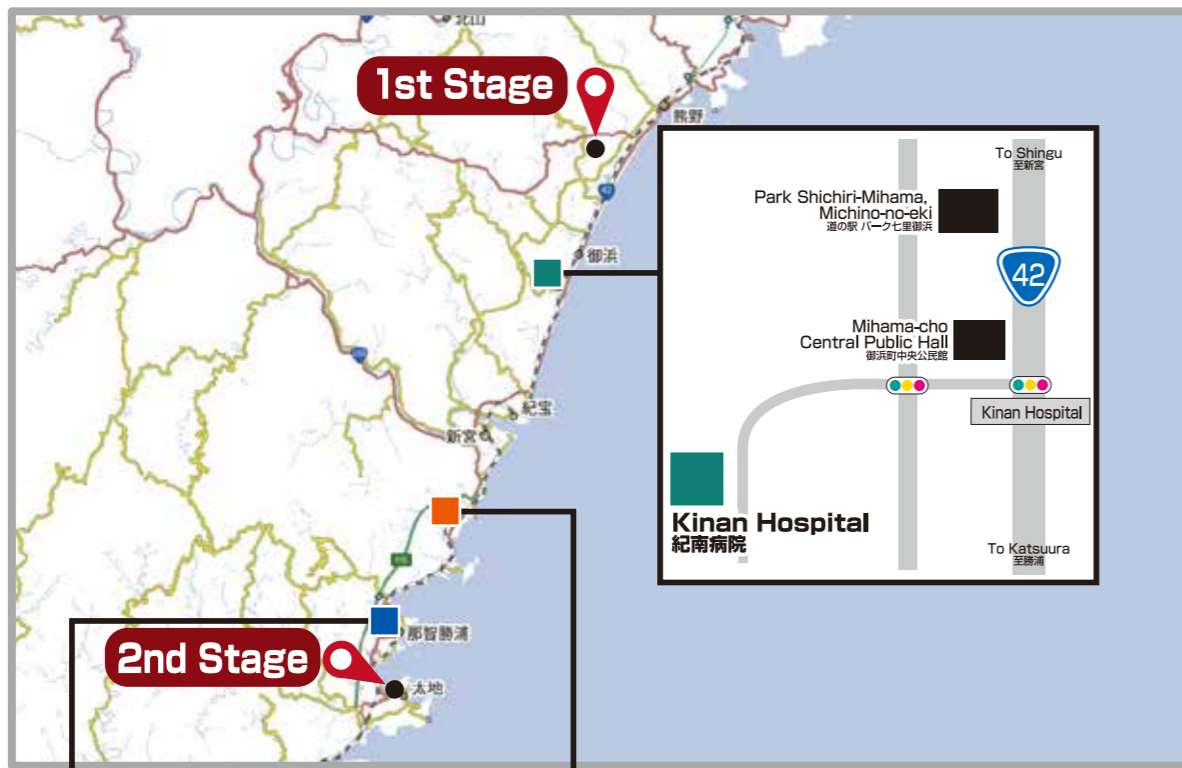 北山
1st Stage
熊野
42
御浜
紀宝
新宮
那智勝浦
2nd Stage
太地
To Shingu
至新宮
Park Shichiri-Mihama,
Michino-no-eki
道の駅 パーク七里御浜
42
Mihama-cho
Central Public Hall
御浜町中央公民館
Kinan Hospital
Kinan Hospital
紀南病院
To Katsuura
至勝浦